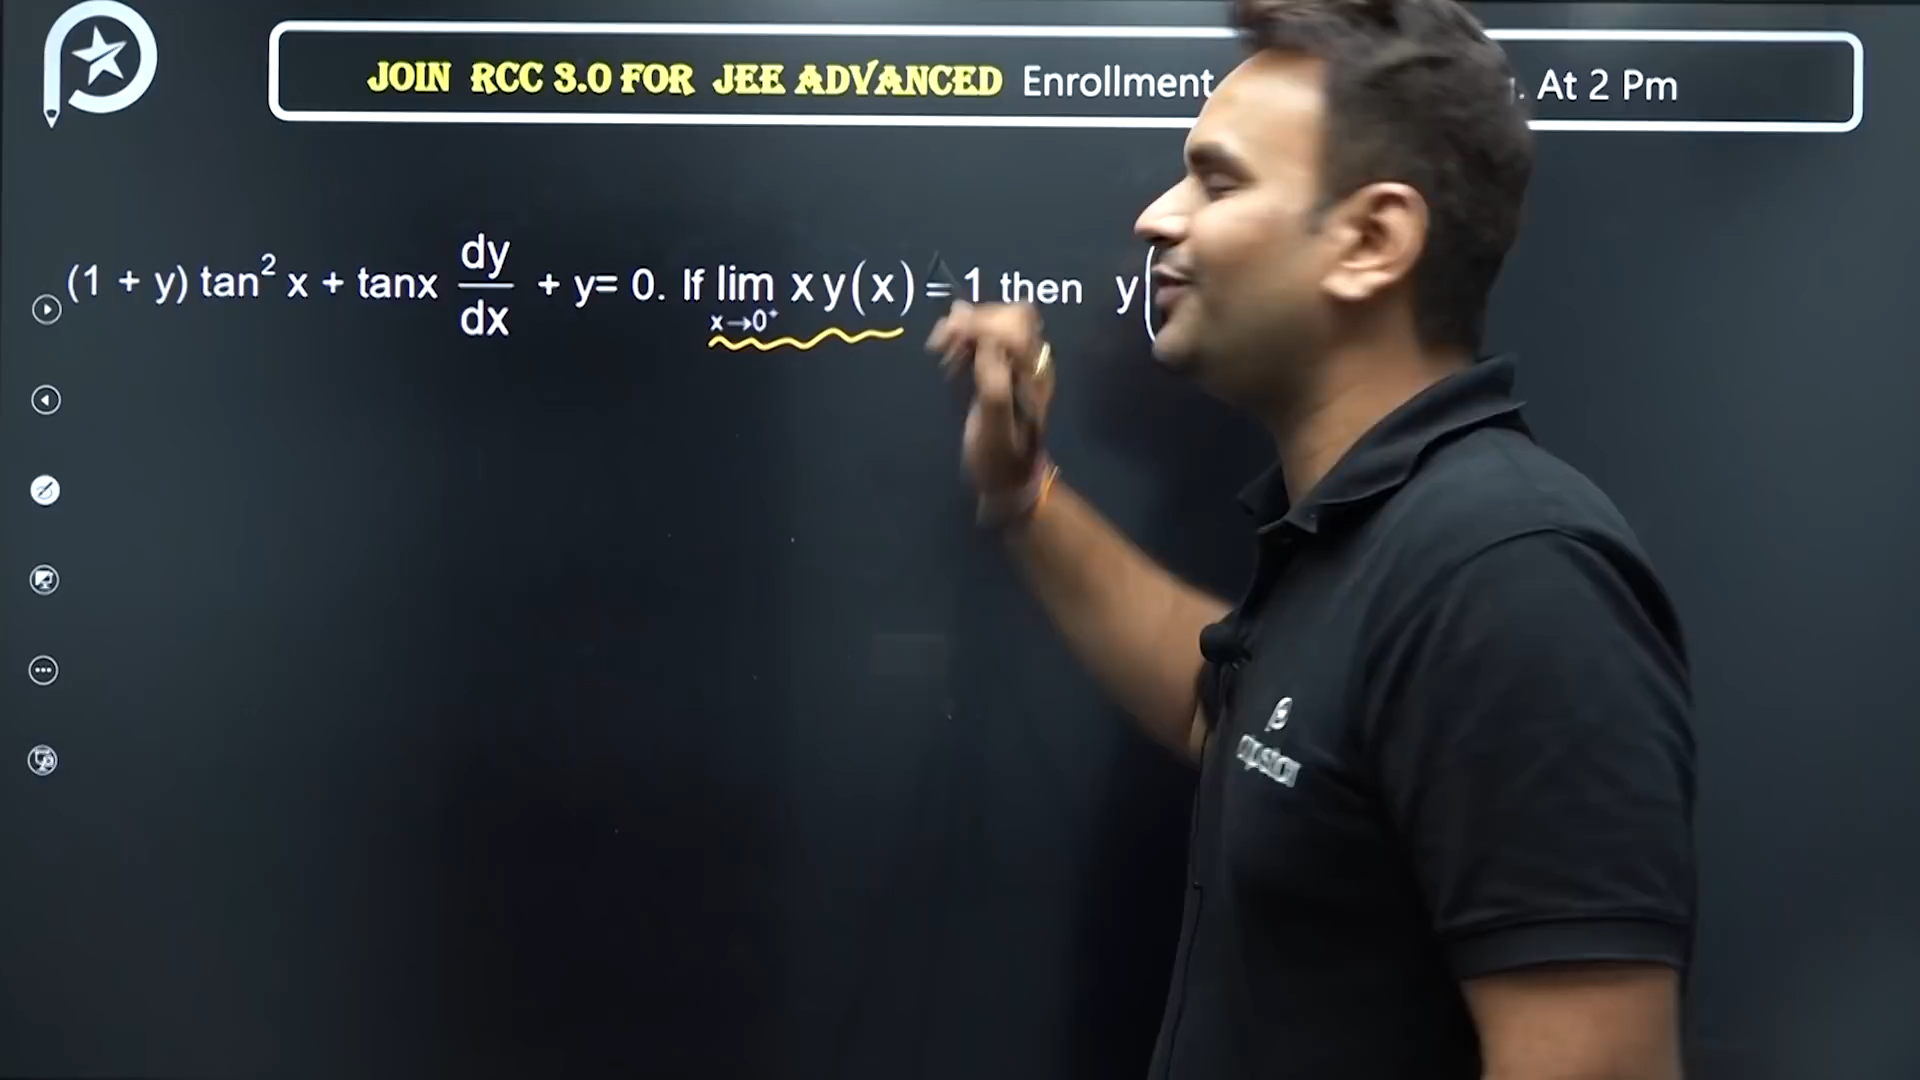 JOIN RCC 3.0 FOR JEE ADVANCED Enrollment . At 2 Pm
(1 + y) tan² x + tanx dy/dx + y= 0. If lim x→0⁺ x y(x) = 1 then y(